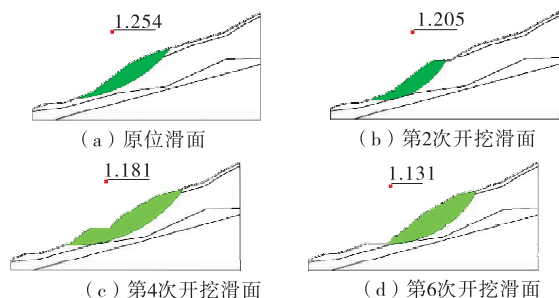 1.254
1.205
（a）原位滑面
（b）第2次开挖滑面
1.181
1.131
（c）第4次开挖滑面
（d）第6次开挖滑面